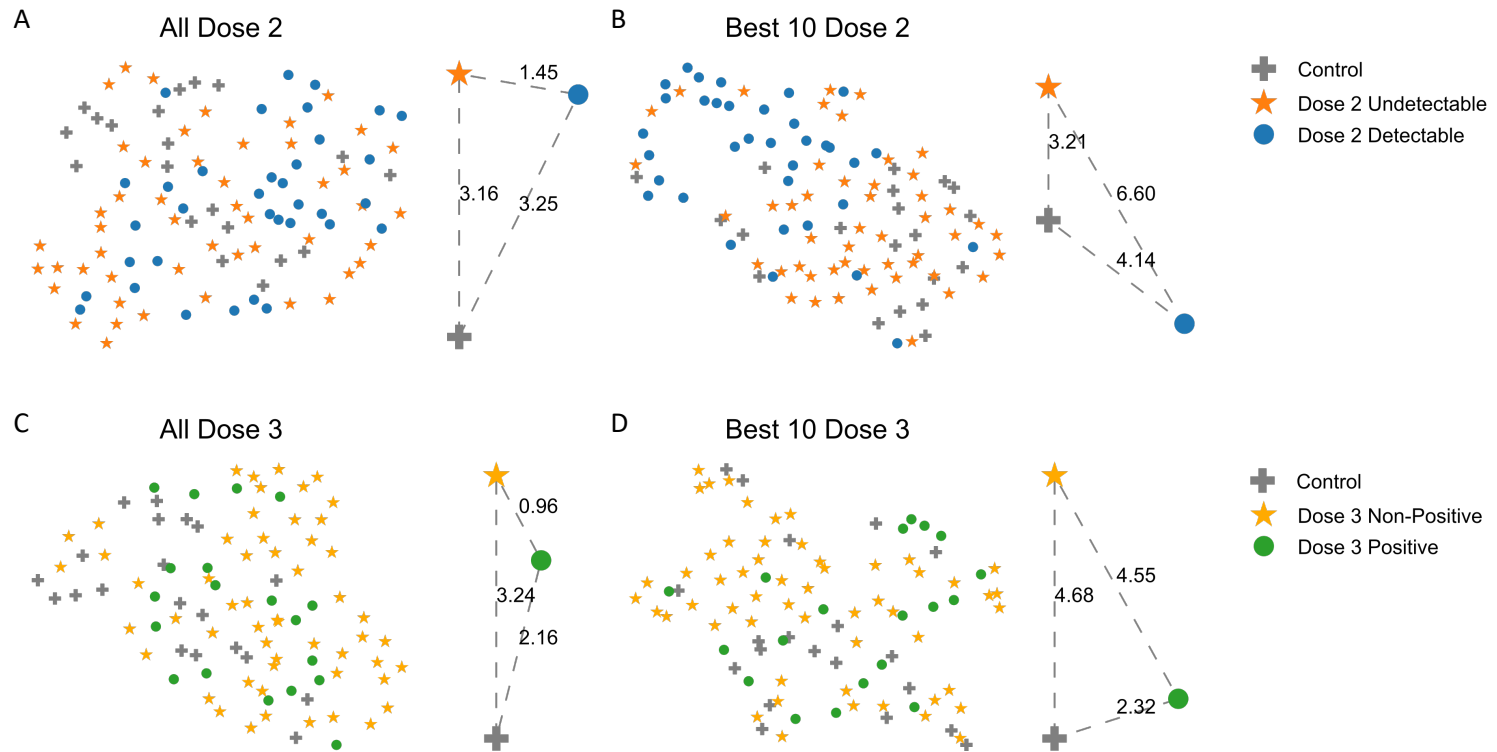 A
All Dose 2
1.45
3.16
3.25
B
Best 10 Dose 2
3.21
6.60
4.14
Control
Dose 2 Undetectable
Dose 2 Detectable
C
All Dose 3
0.96
3.24
2.16
D
Best 10 Dose 3
4.55
4.68
2.32
Control
Dose 3 Non-Positive
Dose 3 Positive